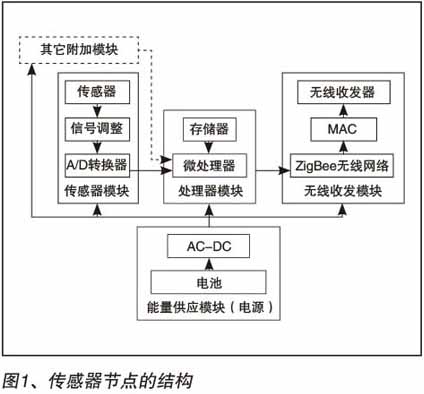 其它附加模块
传感器
信号调整
A/D转换器
传感器模块
存储器
微处理器
处理器模块
无线收发器
MAC
ZigBee无线网络
无线收发模块
AC-DC
电池
能量供应模块（电源）
图1、传感器节点的结构